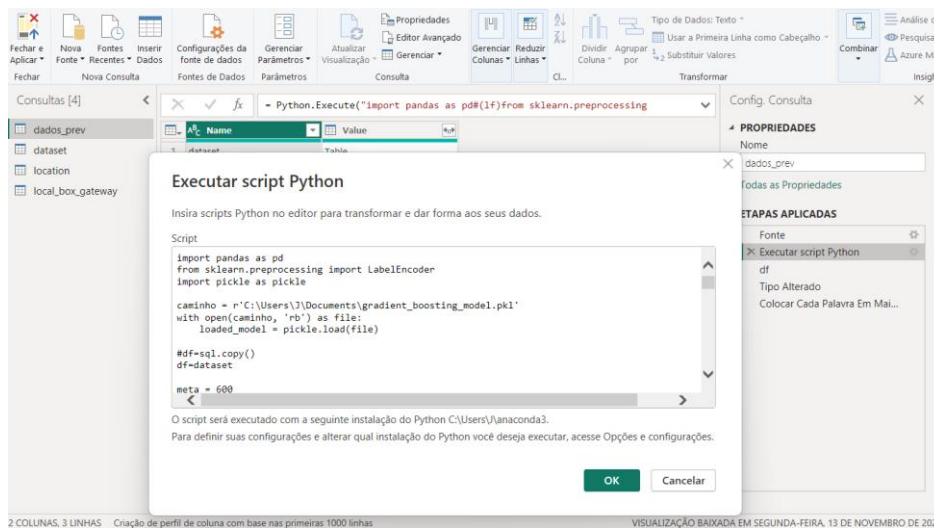 Fechar e Aplicar
Nova Fonte
Fontes Recentes
Inserir Dados
Configurações da fonte de dados
Gerenciar Parâmetros
Atualizar Visualização
Propriedades
Editor Avançado
Gerenciar
Gerenciar Colunas
Reduzir Linhas
Dividir Coluna
Agrupar por
Tipo de Dados: Texto
Usar a Primeira Linha como Cabeçalho
Substituir Valores
Combinar
Análise
Pesquisa
Azure M
Fechar
Nova Consulta
Fontes de Dados
Parâmetros
Consulta
Cl...
Transformar
Insigh
Consultas [4]
dados_prev
dataset
location
local_box_gateway
fx
= Python.Execute("import pandas as pd#(lf)from sklearn.preprocessing
ABC Name
Value
1 dataset Table
Executar script Python
Insira scripts Python no editor para transformar e dar forma aos seus dados.
Script
import pandas as pd
from sklearn.preprocessing import LabelEncoder
import pickle as pickle
caminho = r'C:\Users\J\Documents\gradient_boosting_model.pkl'
with open(caminho, 'rb') as file:
loaded_model = pickle.load(file)
#df=sql.copy()
df=dataset
meta = 600
O script será executado com a seguinte instalação do Python C:\Users\J\anaconda3.
Para definir suas configurações e alterar qual instalação do Python você deseja executar, acesse Opções e configurações.
OK
Cancelar
Config. Consulta
PROPRIEDADES
Nome
dados_prev
Todas as Propriedades
ETAPAS APLICADAS
Fonte
Executar script Python
df
Tipo Alterado
Colocar Cada Palavra Em Mai...
2 COLUNAS, 3 LINHAS
Criação de perfil de coluna com base nas primeiras 1000 linhas
VISUALIZAÇÃO BAIXADA EM SEGUNDA-FEIRA, 13 DE NOVEMBRO DE 20